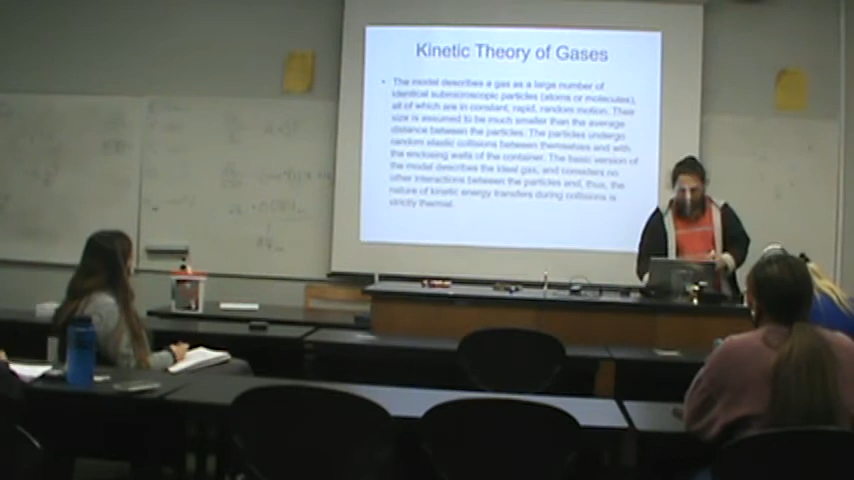 Kinetic Theory of Gases
• The model describes a gas as a large number of
identical submicroscopic particles (atoms or molecules),
all of which are in constant, rapid, random motion. Their
size is assumed to be much smaller than the average
distance between the particles. The particles undergo
random elastic collisions between themselves and with
the enclosing walls of the container. The basic version of
the model describes the ideal gas, and considers no
other interactions between the particles and, thus, the
nature of kinetic energy transfers during collisions is
strictly thermal.